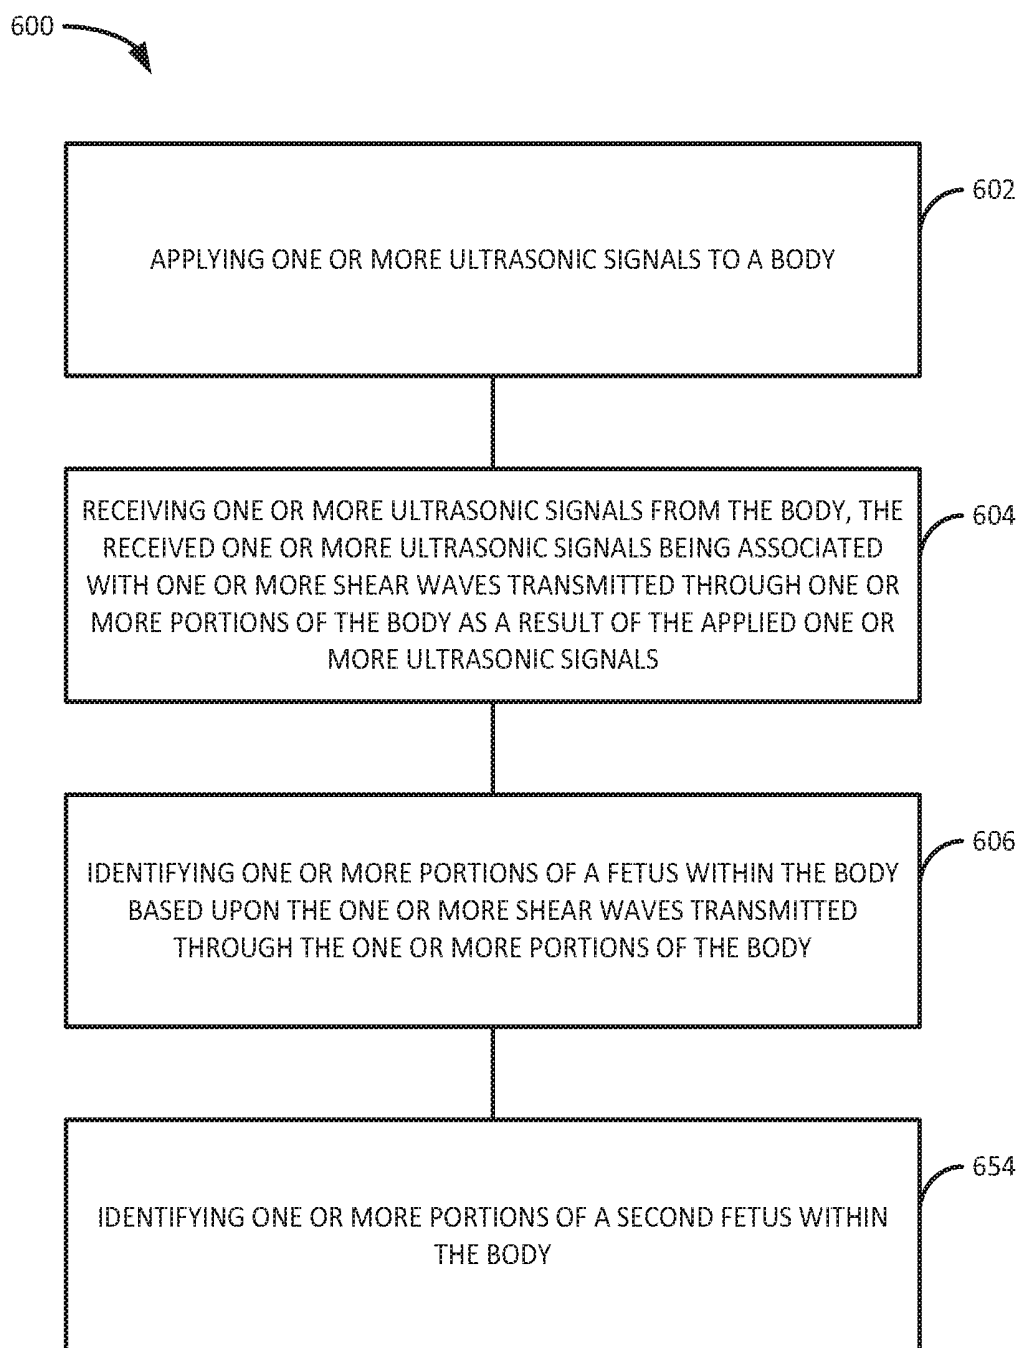 600
602
APPLYING ONE OR MORE ULTRASONIC SIGNALS TO A BODY
RECEIVING ONE OR MORE ULTRASONIC SIGNALS FROM THE BODY, THE
604
RECEIVED ONE OR MORE ULTRASONIC SIGNALS BEING ASSOCIATED
WITH ONE OR MORE SHEAR WAVES TRANSMITTED THROUGH ONE OR
MORE PORTIONS OF THE BODY AS A RESULT OF THE APPLIED ONE OR
MORE ULTRASONIC SIGNALS
606
IDENTIFYING ONE OR MORE PORTIONS OF A FETUS WITHIN THE BODY
BASED UPON THE ONE OR MORE SHEAR WAVES TRANSMITTED
THROUGH THE ONE OR MORE PORTIONS OF THE BODY
654
IDENTIFYING ONE OR MORE PORTIONS OF A SECOND FETUS WITHIN
THE BODY